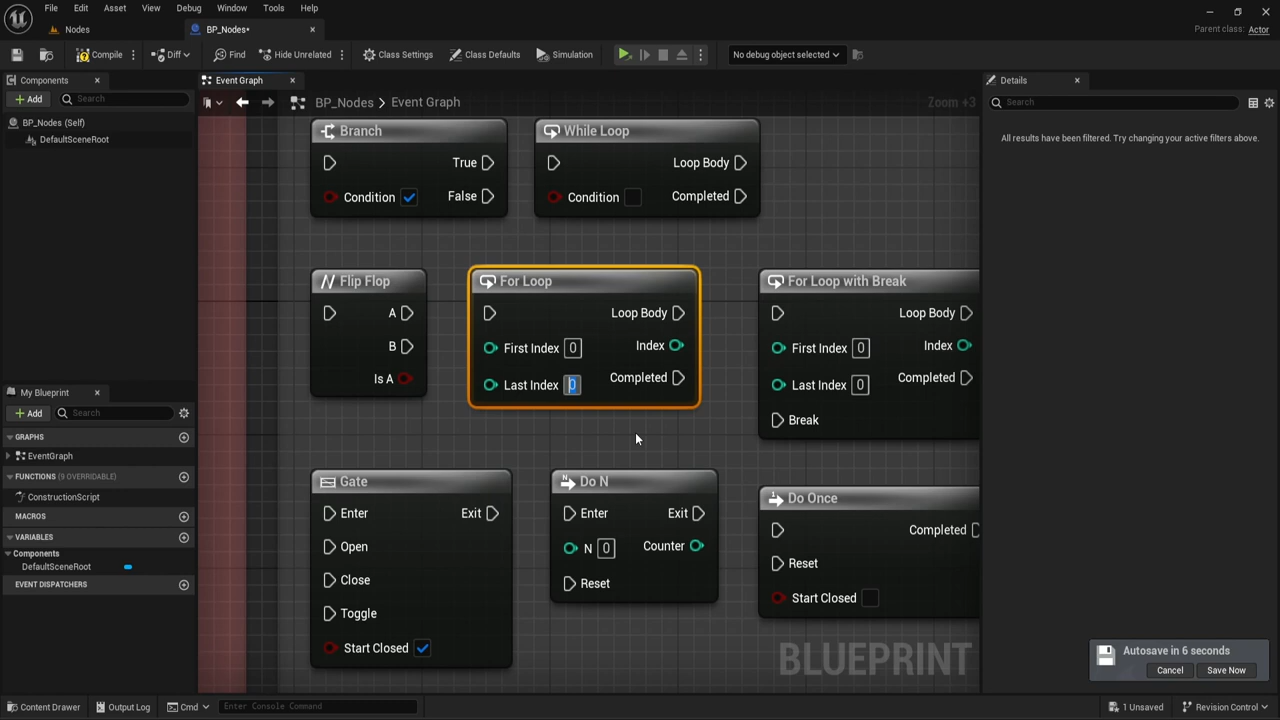 File Edit Asset View Debug Window Tools Help
Nodes
BP_Nodes*
Parent class: Actor
Compile
Diff
Find
Hide Unrelated
Class Settings
Class Defaults
Simulation
No debug object selected
Components
Event Graph
Details
Add
Search
BP_Nodes > Event Graph
Zoom +3
Search
BP_Nodes (Self)
DefaultSceneRoot
All results have been filtered. Try changing your active filters above.
Branch
True
Condition
False
While Loop
Loop Body
Condition
Completed
Flip Flop
A
B
Is A
For Loop
Loop Body
First Index 0
Index
Last Index 0
Completed
For Loop with Break
Loop Body
First Index 0
Index
Last Index 0
Completed
Break
My Blueprint
Add
Search
GRAPHS
EventGraph
FUNCTIONS (9 OVERRIDABLE)
ConstructionScript
MACROS
VARIABLES
Components
DefaultSceneRoot
EVENT DISPATCHERS
Gate
Enter
Exit
Open
Close
Toggle
Start Closed
N
Do N
Enter
Exit
N 0
Counter
Reset
1
Do Once
Completed
Reset
Start Closed
BLUEPRINT
Autosave in 6 seconds
Cancel
Save Now
Content Drawer
Output Log
Cmd
Enter Console Command
1 Unsaved
Revision Control